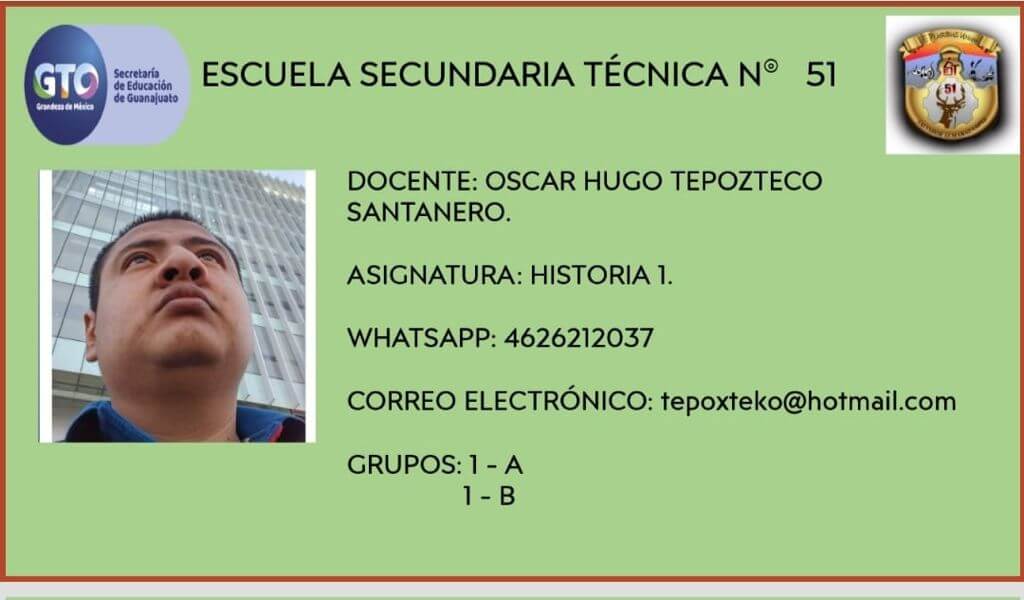 GTO
Grandeza de México
Secretaría
de Educación
de Guanajuato
ESCUELA SECUNDARIA TÉCNICA N° 51
51
DOCENTE: OSCAR HUGO TEPOZTECO
SANTANERO.
ASIGNATURA: HISTORIA 1.
WHATSAPP: 4626212037
CORREO ELECTRÓNICO: tepoxteko@hotmail.com
GRUPOS: 1 - A
1 - B